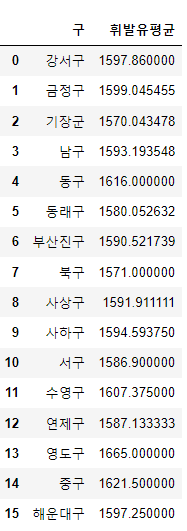 구 휘발유평균
0 강서구 1597.860000
1 금정구 1599.045455
2 기장군 1570.043478
3 남구 1593.193548
4 동구 1616.000000
5 동래구 1580.052632
6 부산진구 1590.521739
7 북구 1571.000000
8 사상구 1591.911111
9 사하구 1594.593750
10 서구 1586.900000
11 수영구 1607.375000
12 연제구 1587.133333
13 영도구 1665.000000
14 중구 1621.500000
15 해운대구 1597.250000